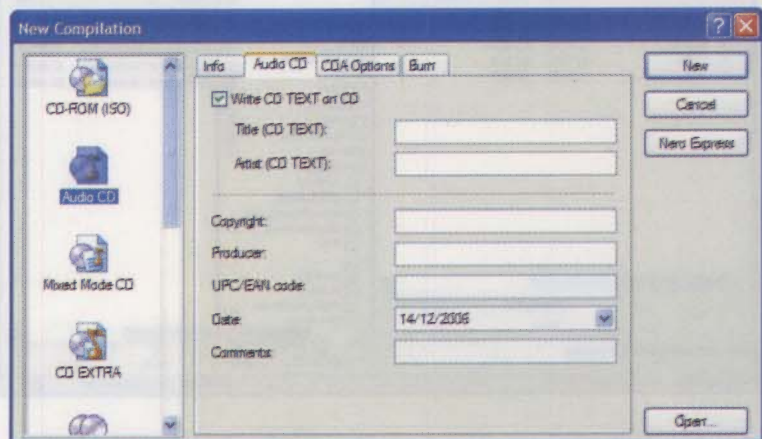 New Compilation
CD-ROM (ISO)
Audio CD
Mixed Mode CD
CD EXTRA
Info Audio CD CDA Options Burn
Write CD TEXT on CD
Title (CD TEXT):
Artist (CD TEXT):
Copyright:
Producer:
UPC/EAN code:
Date: 14/12/2006
Comments:
New
Cancel
Nero Express
Open...